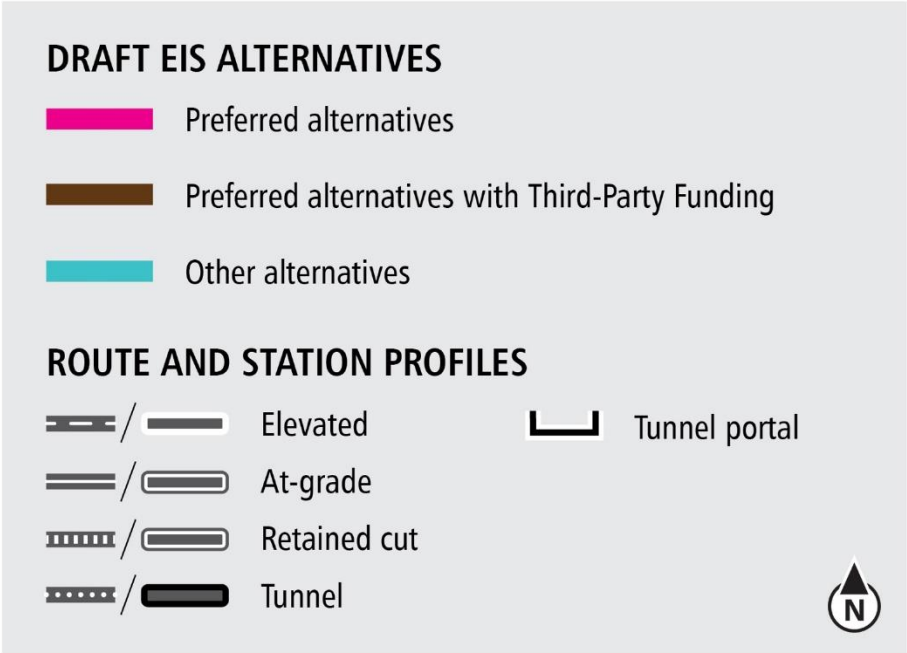 DRAFT EIS ALTERNATIVES
Preferred alternatives
Preferred alternatives with Third-Party Funding
Other alternatives
ROUTE AND STATION PROFILES
/ Elevated
Tunnel portal
/ At-grade
/ Retained cut
/ Tunnel
N